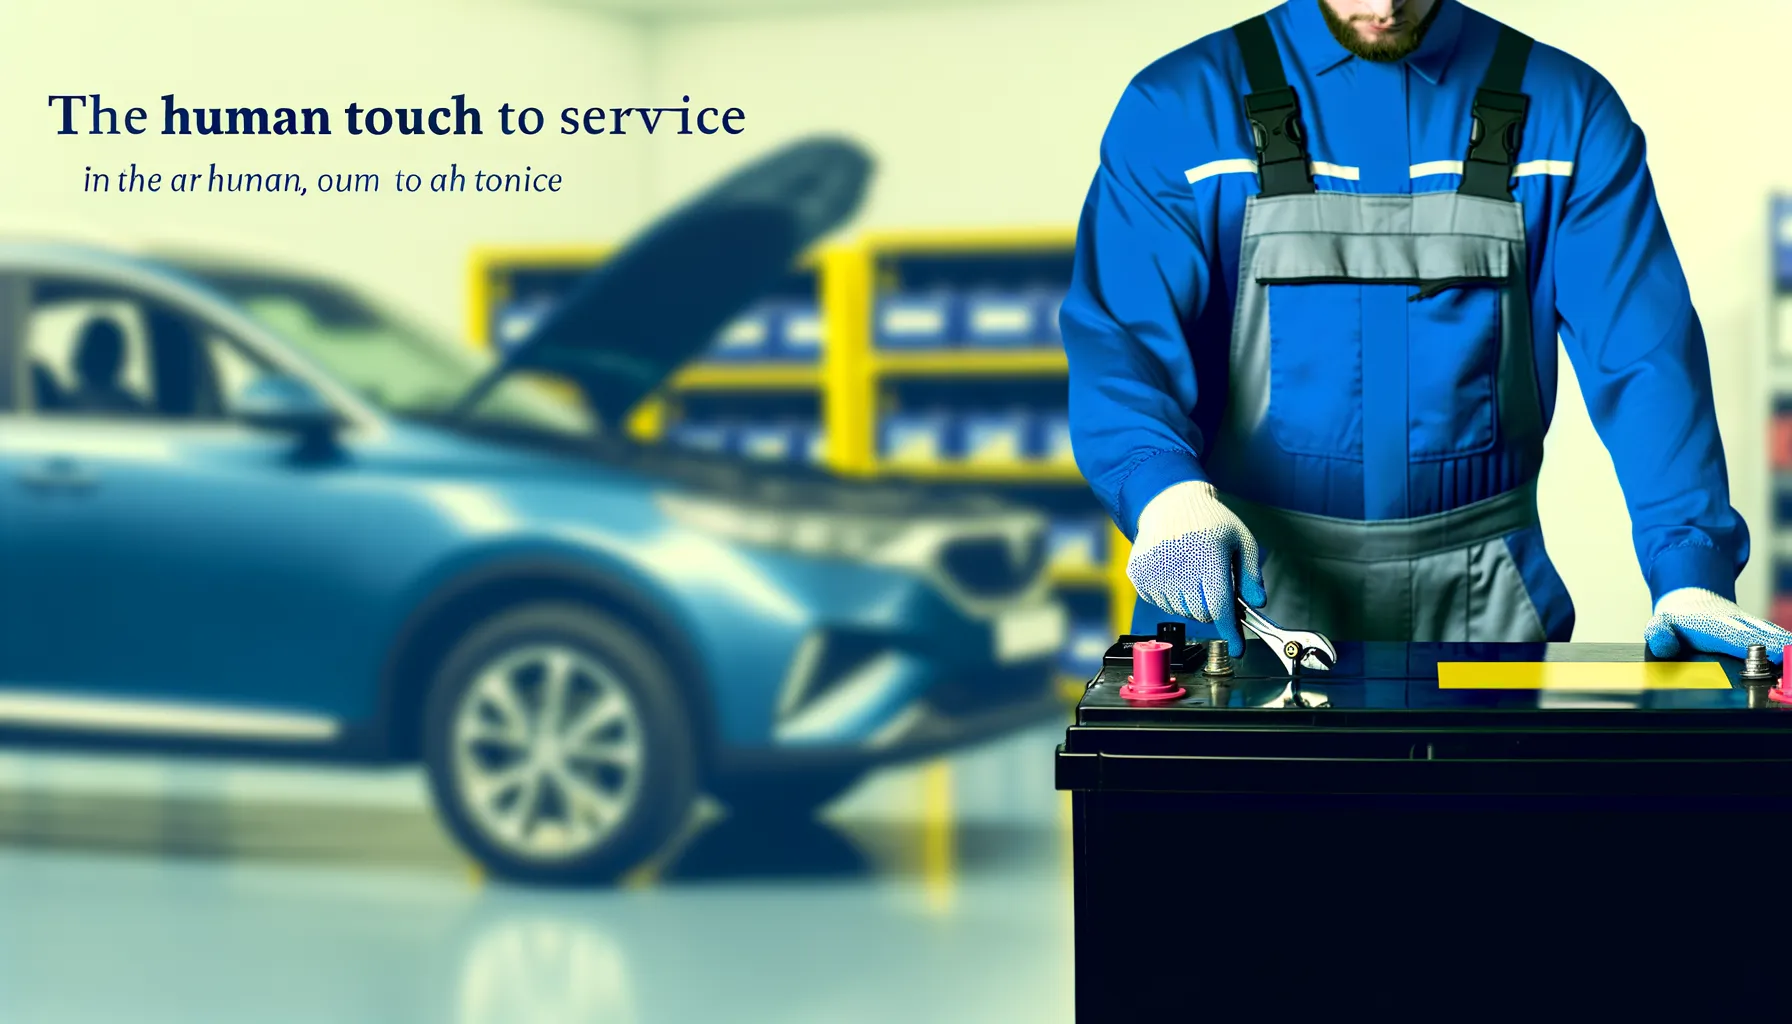 The human touch to service
in the ar human, oum to ah tonice